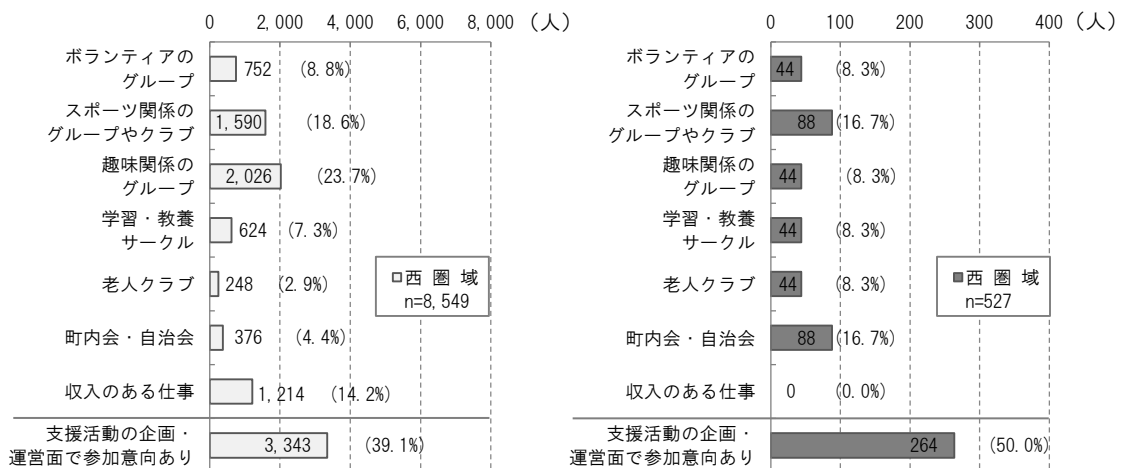 0 2,000 4,000 6,000 8,000 (人)
ボランティアの
グループ
752 (8.8%)
スポーツ関係の
グループやクラブ
1,590 (18.6%)
趣味関係の
グループ
2,026 (23.7%)
学習・教養
サークル
624 (7.3%)
老人クラブ
248 (2.9%)
町内会・自治会
376 (4.4%)
収入のある仕事
1,214 (14.2%)
支援活動の企画・
運営面で参加意向あり
3,343 (39.1%)
西 圏 域
n=8,549
0 100 200 300 400 (人)
ボランティアの
グループ
44 (8.3%)
スポーツ関係の
グループやクラブ
88 (16.7%)
趣味関係の
グループ
44 (8.3%)
学習・教養
サークル
44 (8.3%)
老人クラブ
44 (8.3%)
町内会・自治会
88 (16.7%)
収入のある仕事
0 (0.0%)
支援活動の企画・
運営面で参加意向あり
264 (50.0%)
西 圏 域
n=527